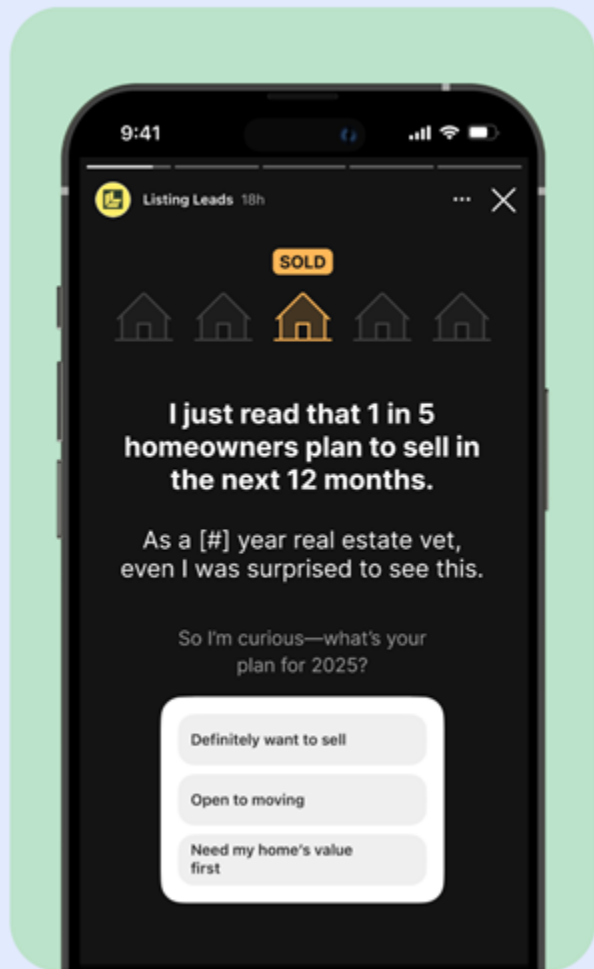 9:41
Listing Leads 18h
SOLD
I just read that 1 in 5
homeowners plan to sell in
the next 12 months.
As a [#] year real estate vet,
even I was surprised to see this.
So I'm curious—what's your
plan for 2025?
Definitely want to sell
Open to moving
Need my home's value
first